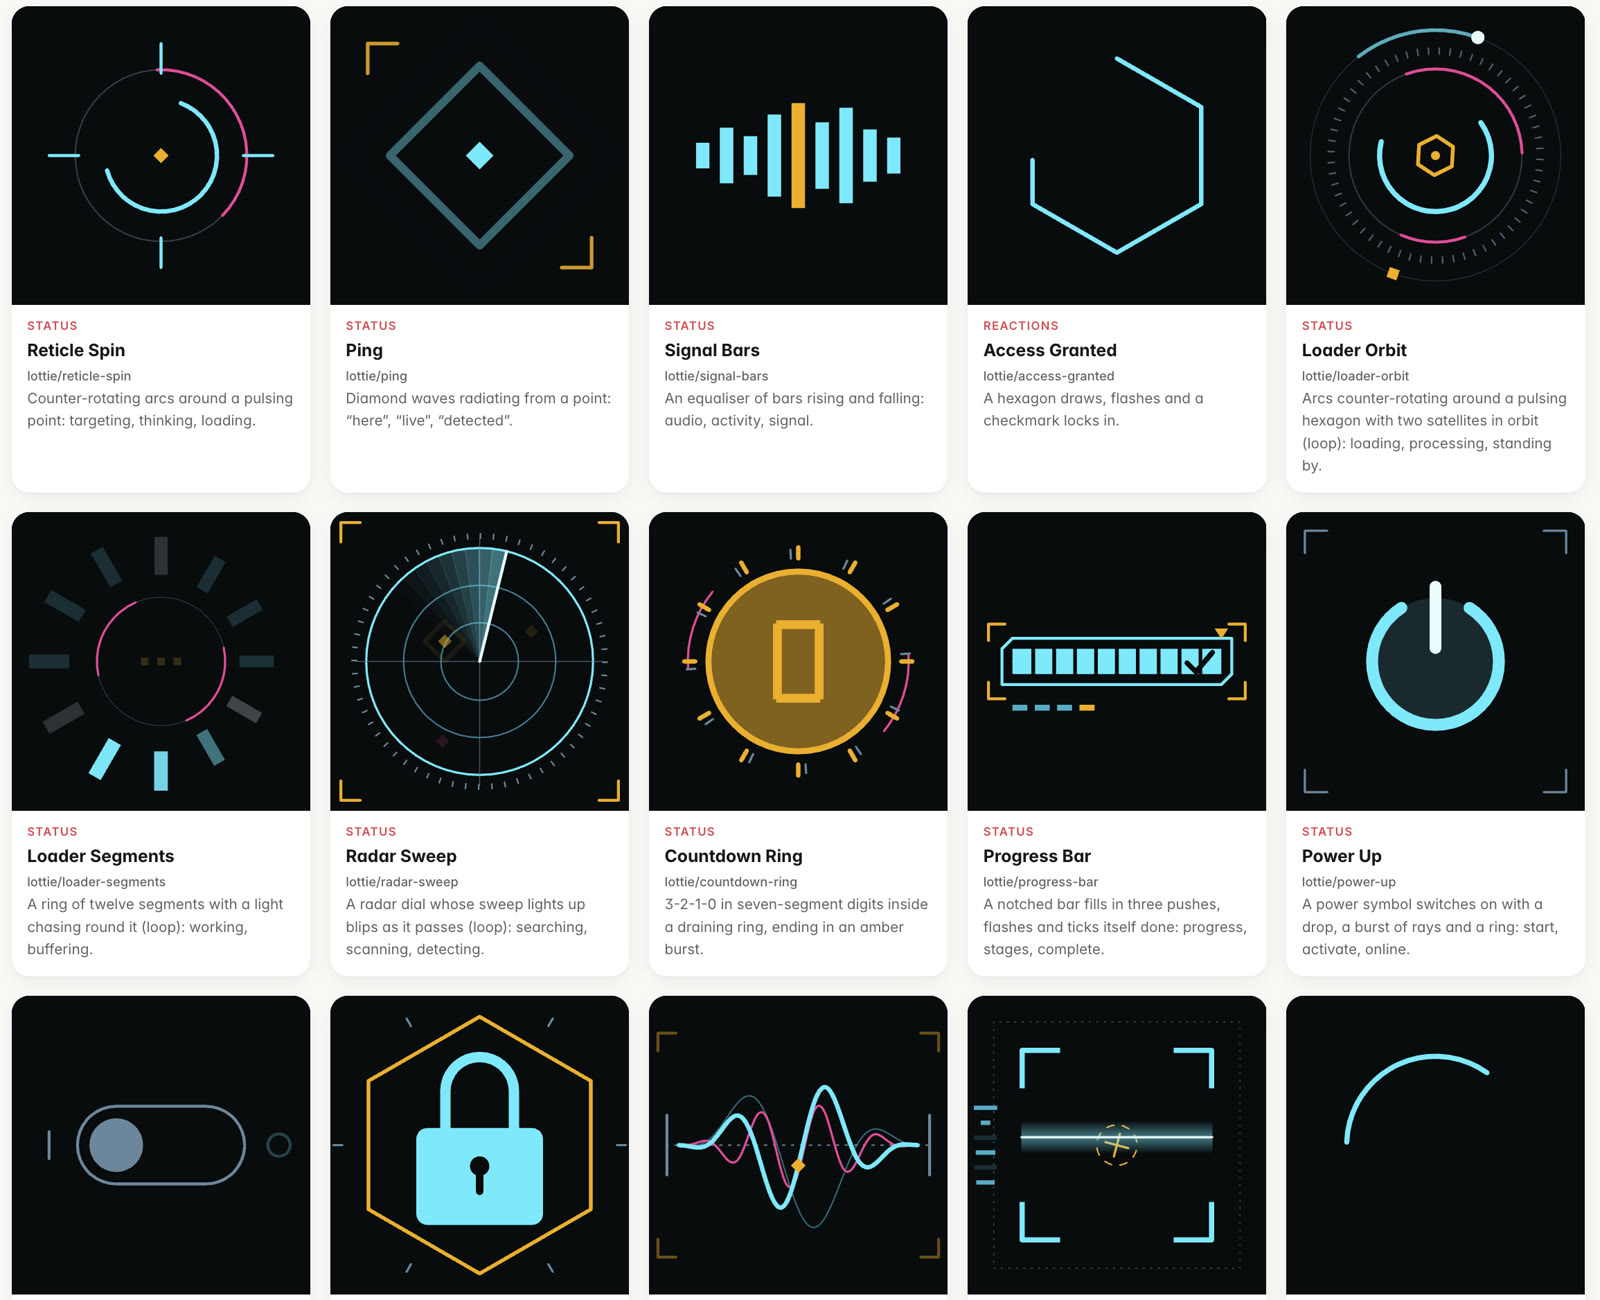 STATUS
Reticle Spin
lottie/reticle-spin
Counter-rotating arcs around a pulsing
point: targeting, thinking, loading.
STATUS
Ping
lottie/ping
Diamond waves radiating from a point:
“here”, “live”, “detected”.
STATUS
Signal Bars
lottie/signal-bars
An equaliser of bars rising and falling:
audio, activity, signal.
REACTIONS
Access Granted
lottie/access-granted
A hexagon draws, flashes and a
checkmark locks in.
STATUS
Loader Orbit
lottie/loader-orbit
Arcs counter-rotating around a pulsing
hexagon with two satellites in orbit
(loop): loading, processing, standing
by.
0
STATUS
Loader Segments
lottie/loader-segments
A ring of twelve segments with a light
chasing round it (loop): working,
buffering.
STATUS
Radar Sweep
lottie/radar-sweep
A radar dial whose sweep lights up
blips as it passes (loop): searching,
scanning, detecting.
STATUS
Countdown Ring
lottie/countdown-ring
3-2-1-0 in seven-segment digits inside
a draining ring, ending in an amber
burst.
STATUS
Progress Bar
lottie/progress-bar
A notched bar fills in three pushes,
flashes and ticks itself done: progress,
stages, complete.
STATUS
Power Up
lottie/power-up
A power symbol switches on with a
drop, a burst of rays and a ring: start,
activate, online.